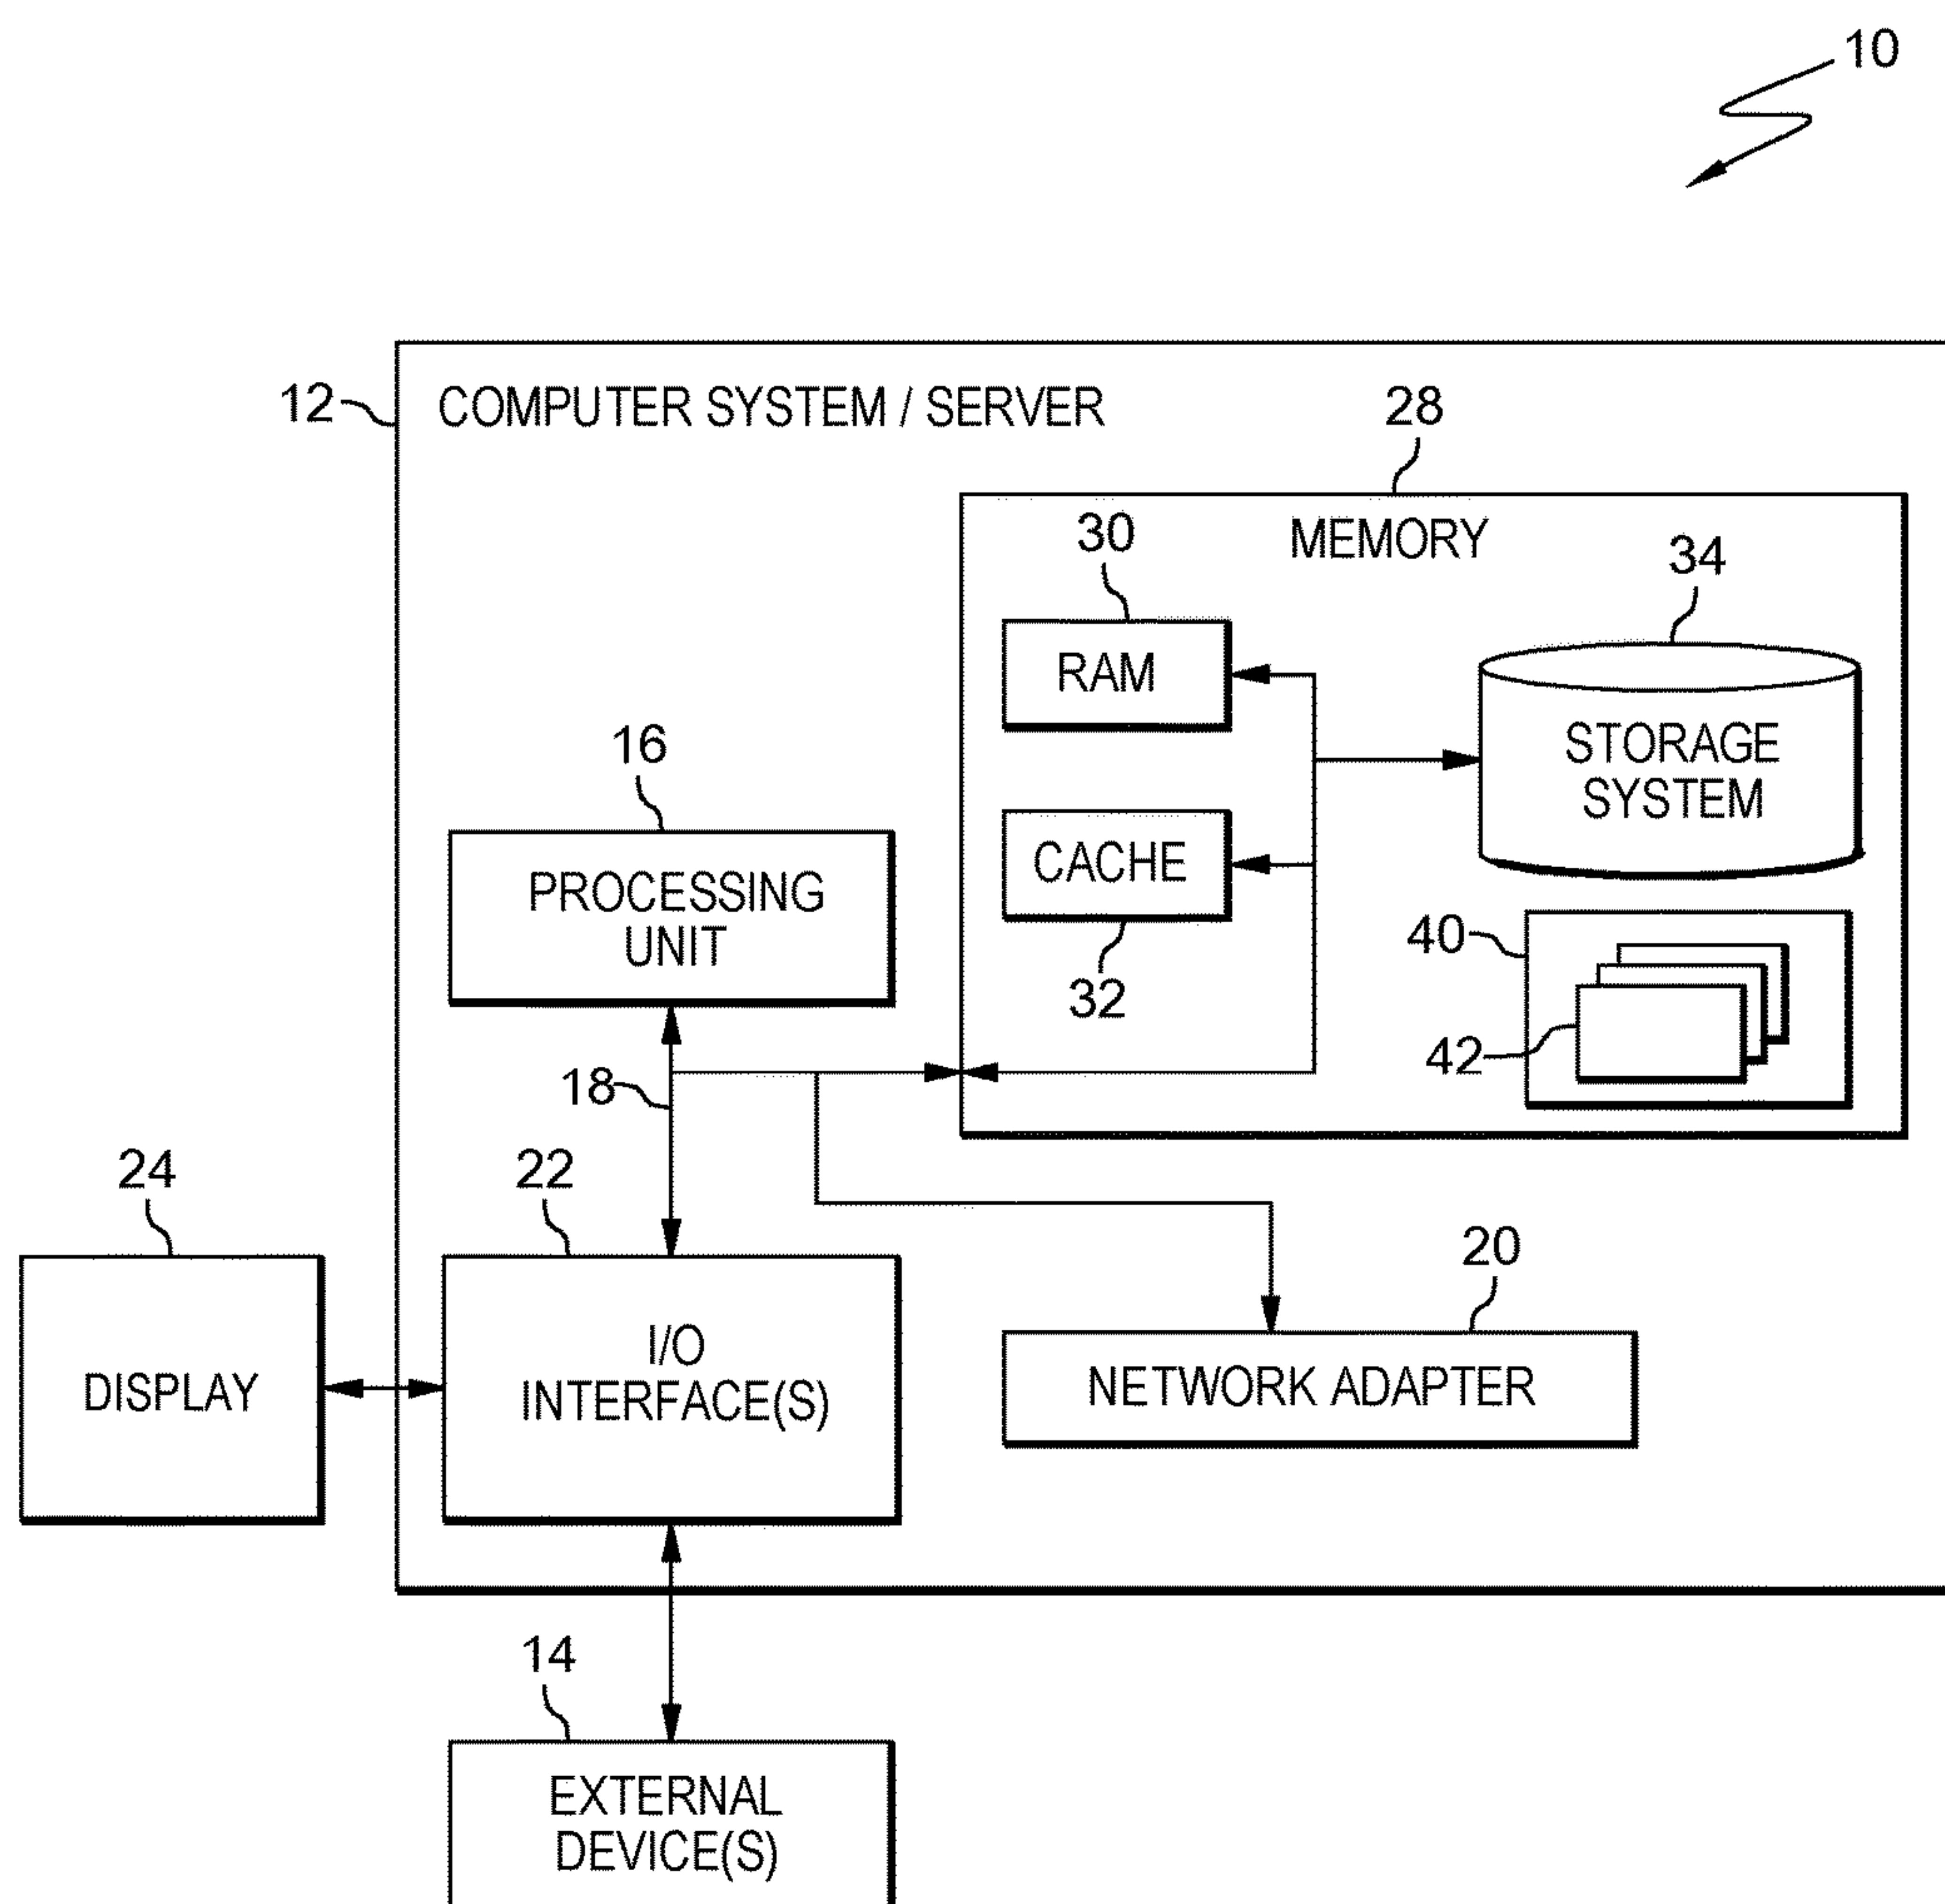 10
12
COMPUTER SYSTEM / SERVER
28
MEMORY
30
34
RAM
STORAGE
SYSTEM
16
CACHE
PROCESSING
UNIT
32
40
42
18
24
22
20
DISPLAY
I/O
INTERFACE(S)
NETWORK ADAPTER
14
EXTERNAL
DEVICE(S)